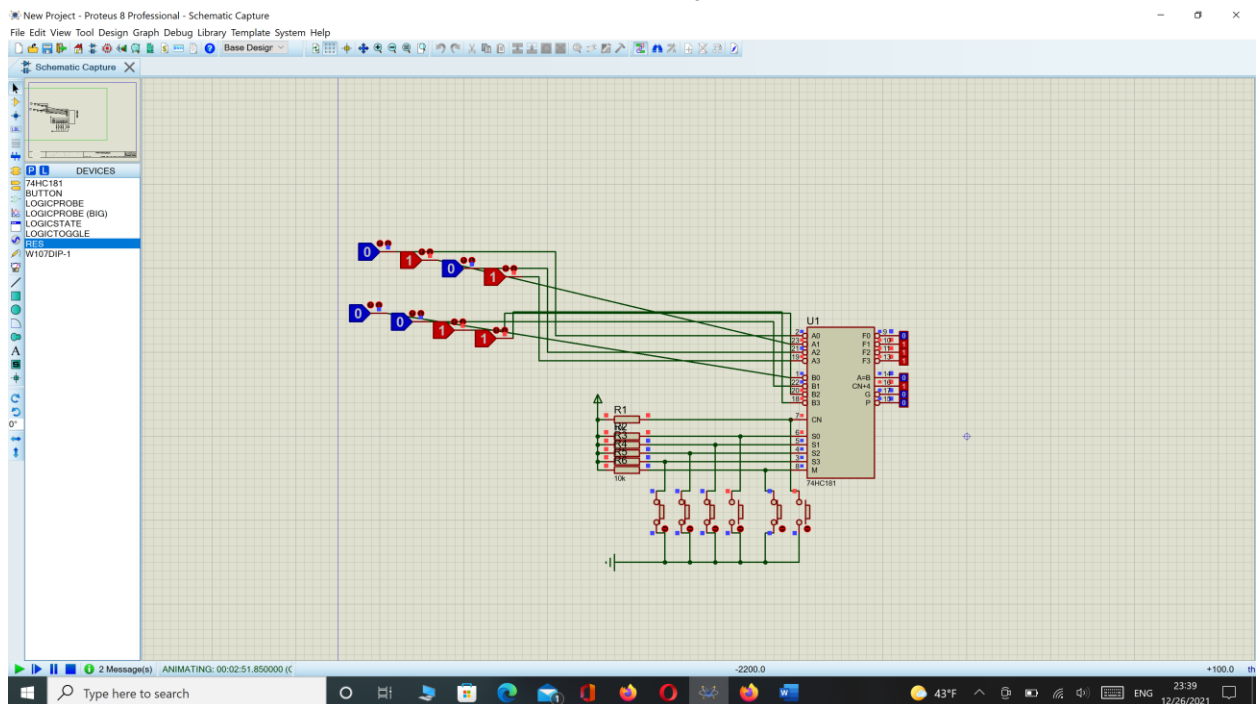 New Project - Proteus 8 Professional - Schematic Capture
File Edit View Tool Design Graph Debug Library Template System Help
Base Design
Schematic Capture
P L DEVICES
74HC181
BUTTON
LOGICPROBE
LOGICPROBE (BIG)
LOGICSTATE
LOGICTOGGLE
RES
W107DIP-1
A
0°
0
1
0
1
0
0
1
1
U1
A0
A1
A2
A3
B0
B1
B2
B3
CN
S0
S1
S2
S3
M
F0
F1
F2
F3
A=B
CN+4
G
P
74HC181
R1
10k
2 Message(s) ANIMATING: 00:02:51.850000 (C
-2200.0
+100.0 th
Type here to search
43°F
ENG
23:39
12/26/2021